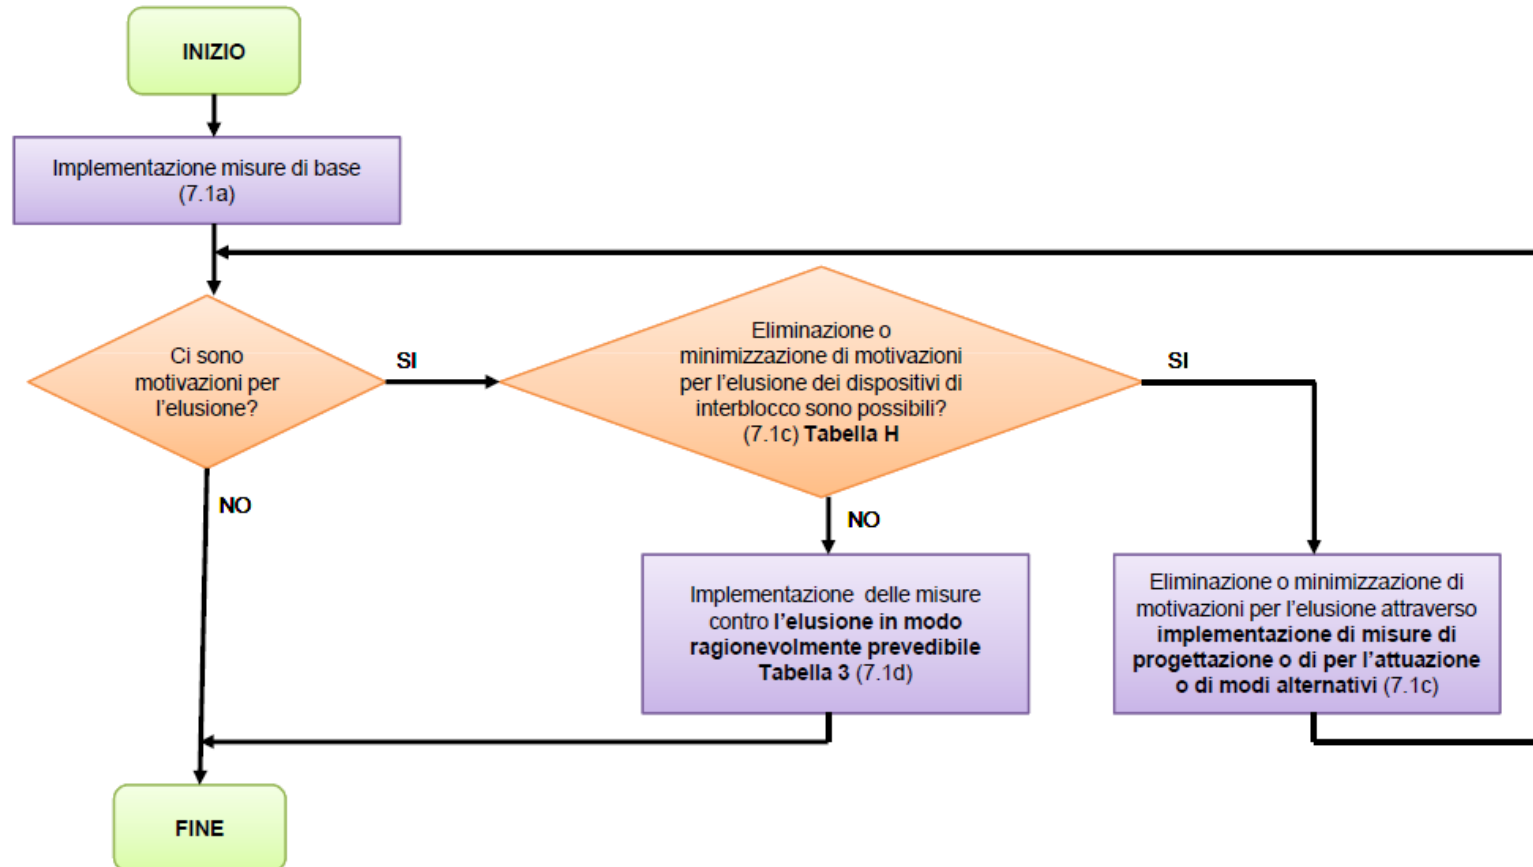 INIZIO
Implementazione misure di base
(7.1a)
Ci sono
motivazioni per
l'elusione?
SI
Eliminazione o
minimizzazione di motivazioni
per l'elusione dei dispositivi di
interblocco sono possibili?
(7.1c) Tabella H
SI
NO
NO
Implementazione delle misure
contro l'elusione in modo
ragionevolmente prevedibile
Tabella 3 (7.1d)
Eliminazione o minimizzazione di
motivazioni per l'elusione attraverso
implementazione di misure di
progettazione o di per l'attuazione
o di modi alternativi (7.1c)
FINE